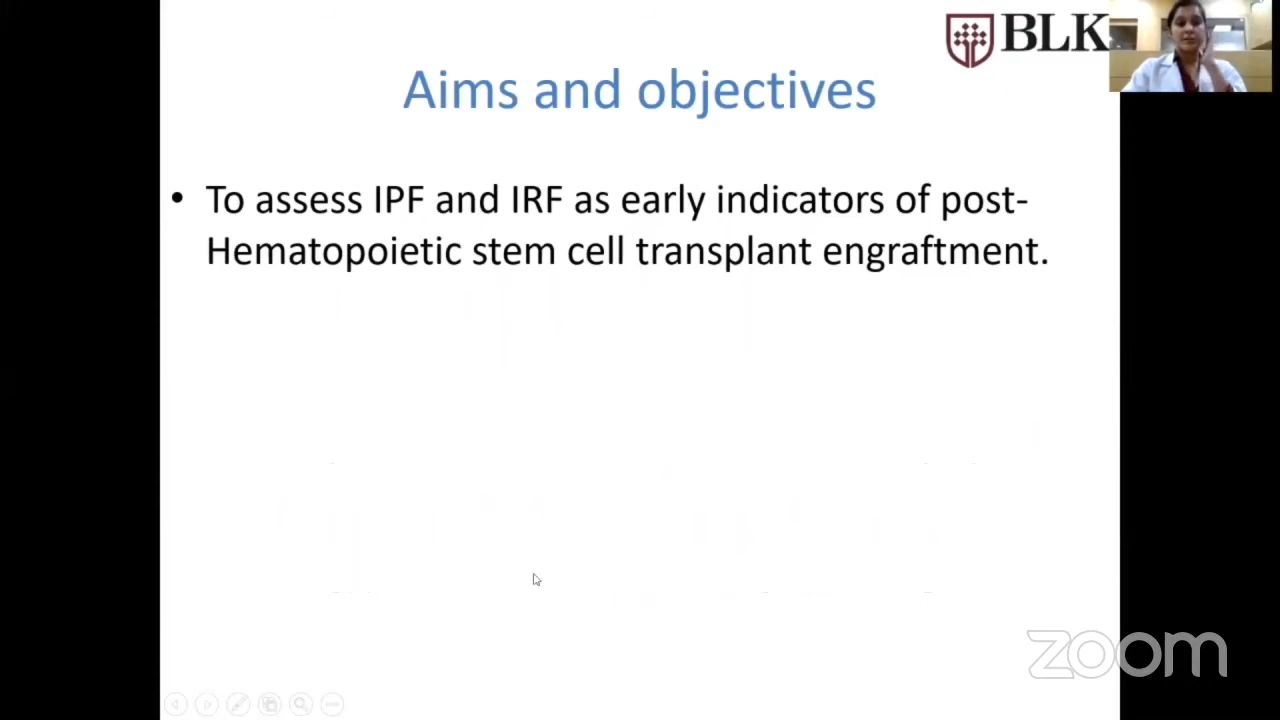 BLK
Aims and objectives
• To assess IPF and IRF as early indicators of post-
Hematopoietic stem cell transplant engraftment.
zoom